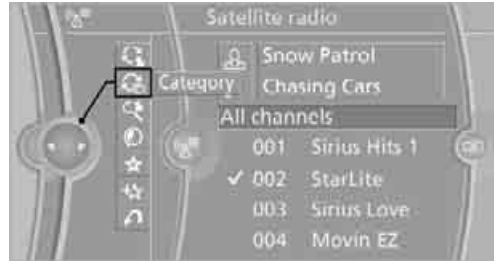 Satellite radio
Snow Patrol
Category
Chasing Cars
All channels
001 Sirius Hits 1
002 StarLite
003 Sirius Love
004 Movin EZ